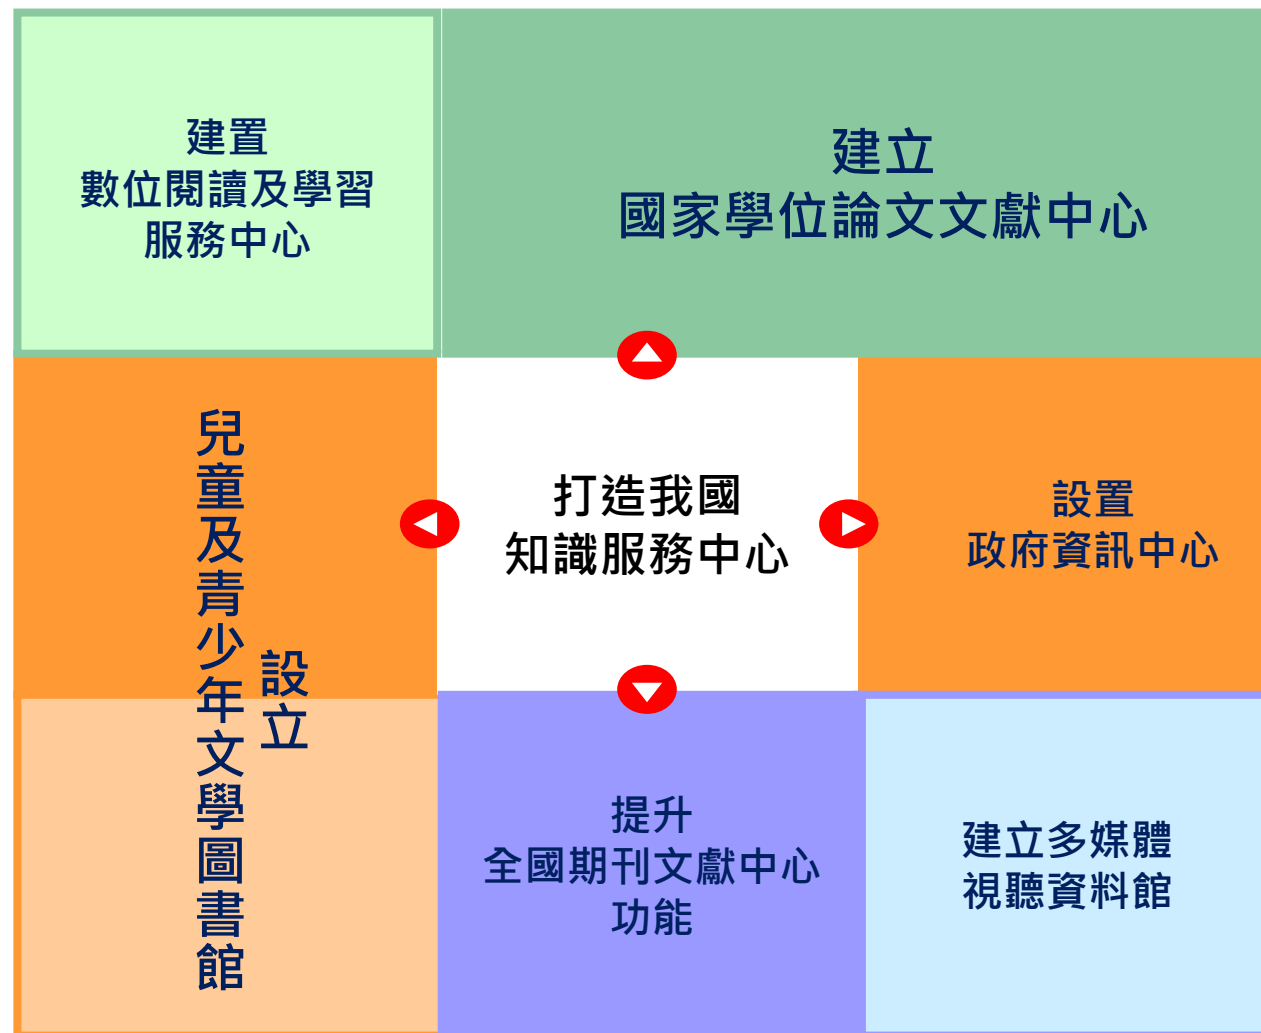 建置
數位閱讀及學習
服務中心
建立
國家學位論文文獻中心
設立
兒童及青少年文學圖書館
打造我國
知識服務中心
設置
政府資訊中心
提升
全國期刊文獻中心
功能
建立多媒體
視聽資料館